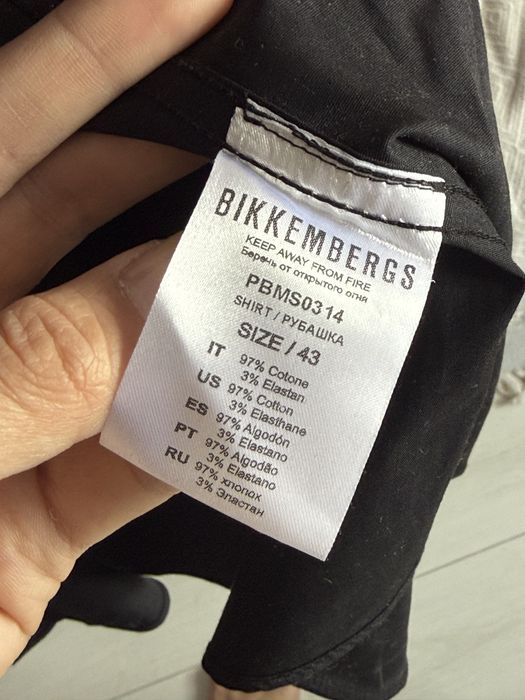 BIKKEMBERGS
KEEP AWAY FROM FIRE
Беречь от открытого огня
PBMS0314
SHIRT / РУБАШКА
SIZE / 43
IT 97% Cotone
3% Elastan
US 97% Cotton
3% Elasthane
ES 97% Algodón
3% Elastano
PT 97% Algodão
3% Elastano
RU 97% хлопок
3% Эластан